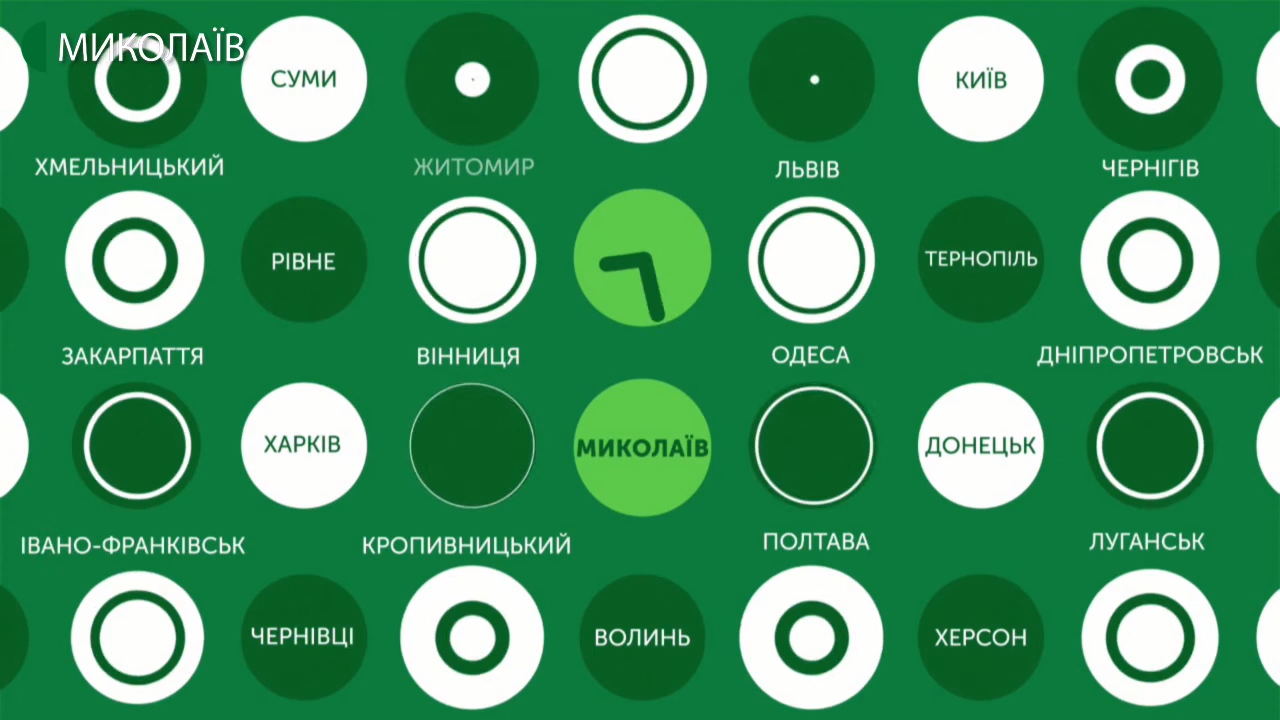 МИКОЛАЇВ
СУМИ
КИЇВ
ХМЕЛЬНИЦЬКИЙ
ЖИТОМИР
ЛЬВІВ
ЧЕРНІГІВ
РІВНЕ
ТЕРНОПІЛЬ
ЗАКАРПАТТЯ
ВІННИЦЯ
ОДЕСА
ДНІПРОПЕТРОВСЬК
ХАРКІВ
МИКОЛАЇВ
ДОНЕЦЬК
ІВАНО-ФРАНКІВСЬК
КРОПИВНИЦЬКИЙ
ПОЛТАВА
ЛУГАНСЬК
ЧЕРНІВЦІ
ВОЛИНЬ
ХЕРСОН